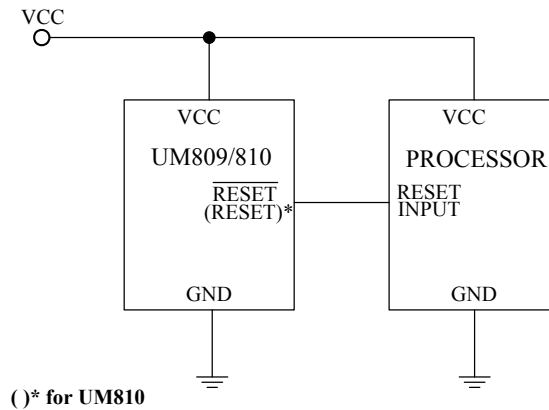 VCC
VCC
VCC
UM809/810
PROCESSOR
RESET
(RESET)*
RESET
INPUT
GND
GND
( )* for UM810